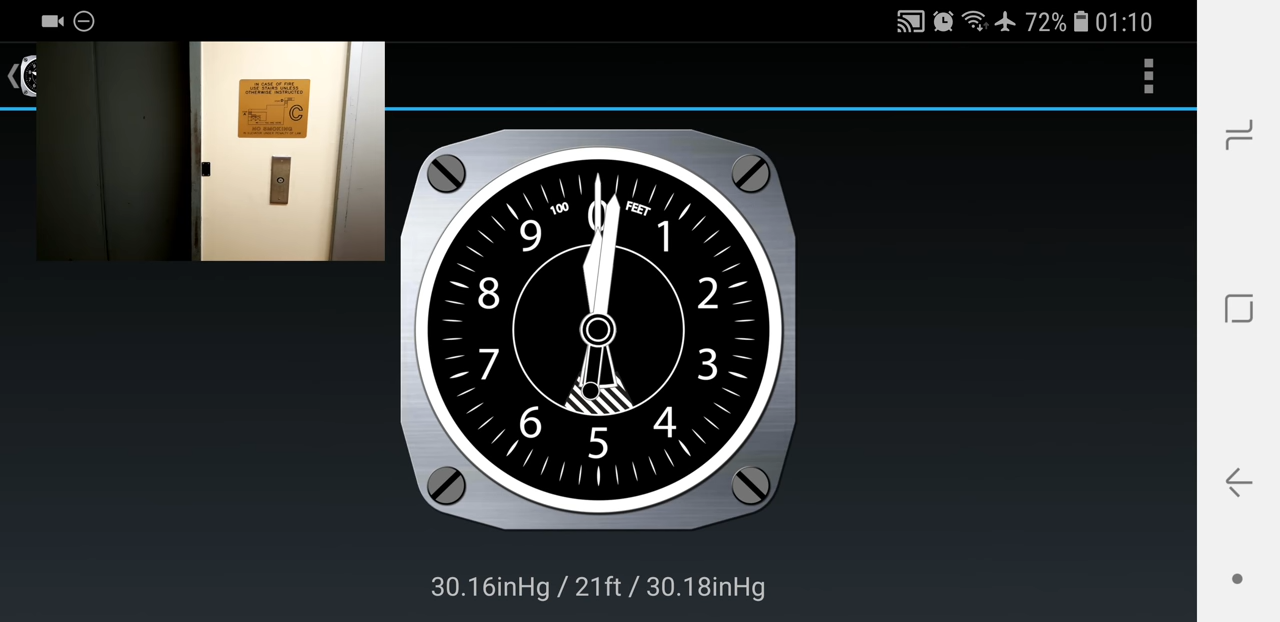 72% 01:10
IN CASE OF FIRE
USE STAIRS UNLESS
OTHERWISE INSTRUCTED
C
NO SMOKING
100 0 FEET
9 1
8 2
7 3
6 4
5
30.16inHg / 21ft / 30.18inHg